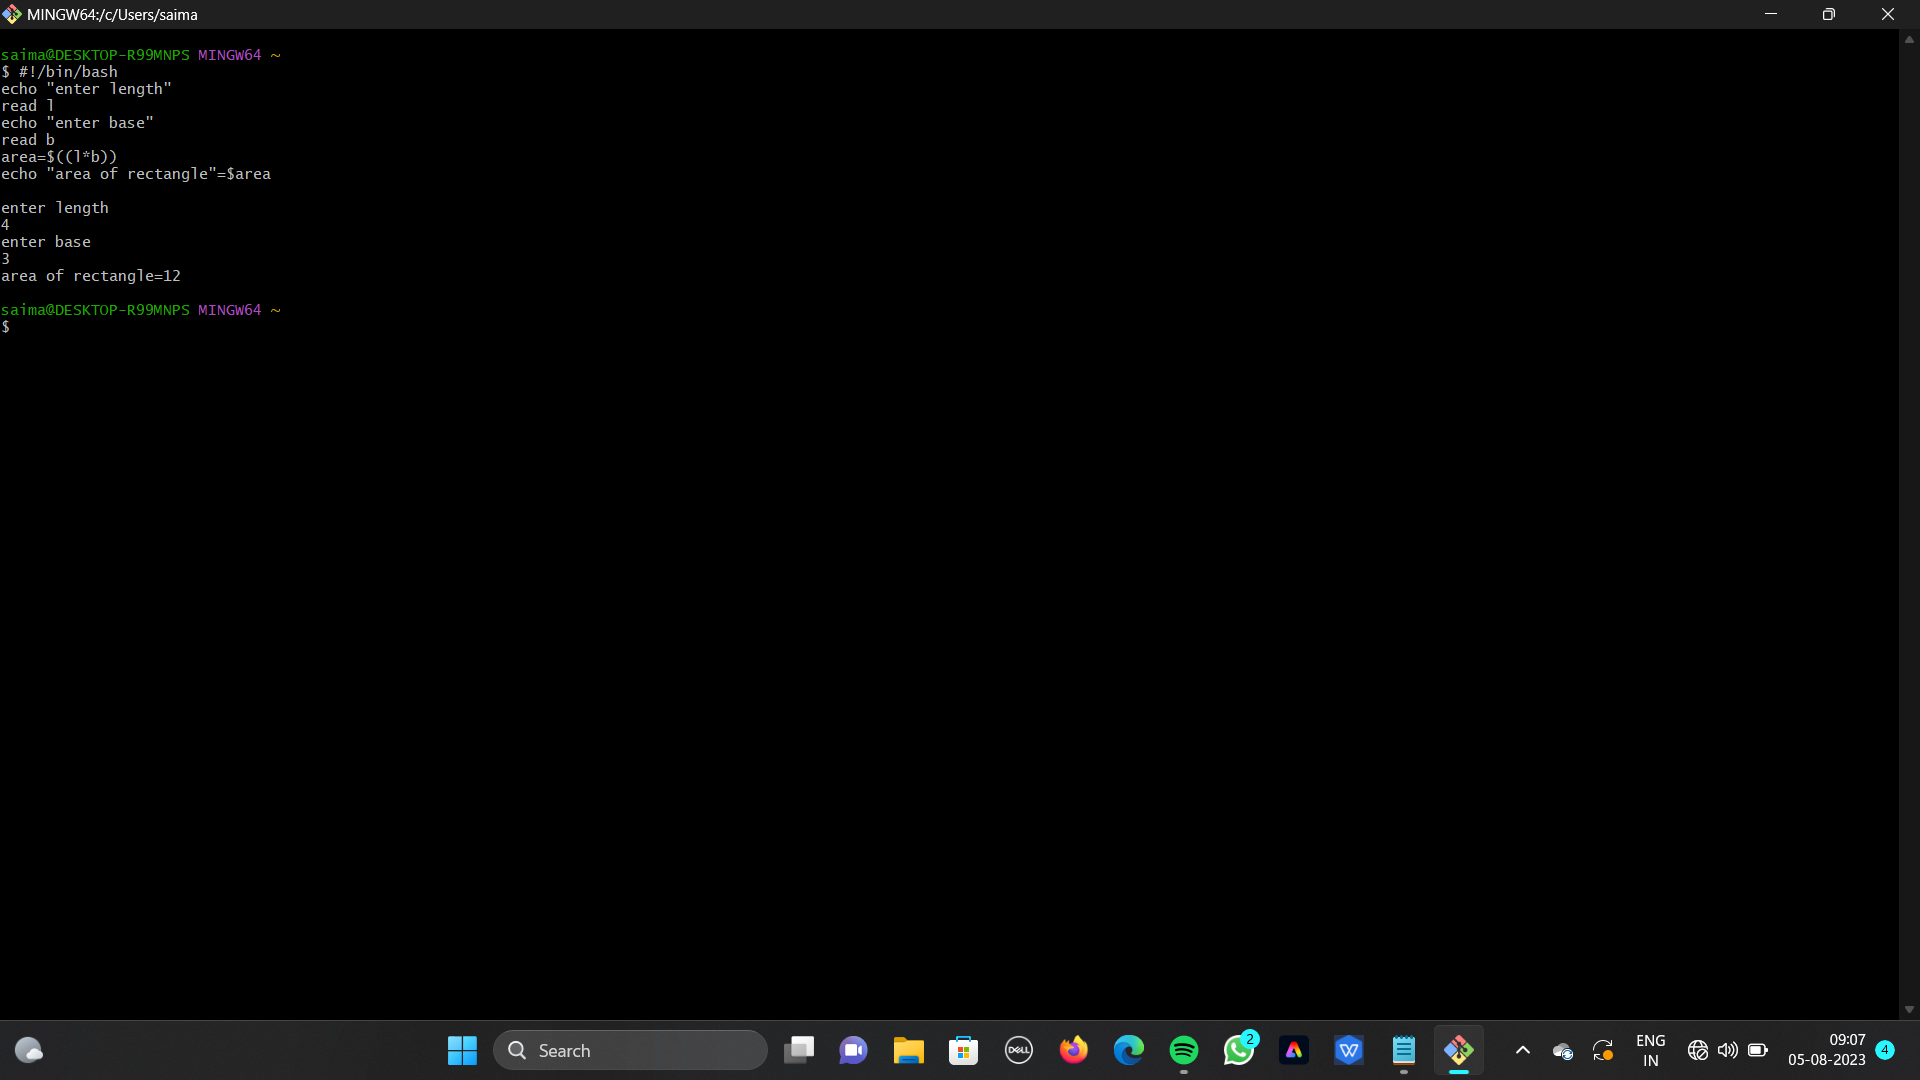 MINGW64:/c/Users/saima
saima@DESKTOP-R99MNPS MINGW64 ~
$ #!/bin/bash
echo "enter length"
read l
echo "enter base"
read b
area=$((l*b))
echo "area of rectangle"=$area
enter length
4
enter base
3
area of rectangle=12
saima@DESKTOP-R99MNPS MINGW64 ~
$
Search
DELL
2
W
ENG
IN
09:07
05-08-2023
4